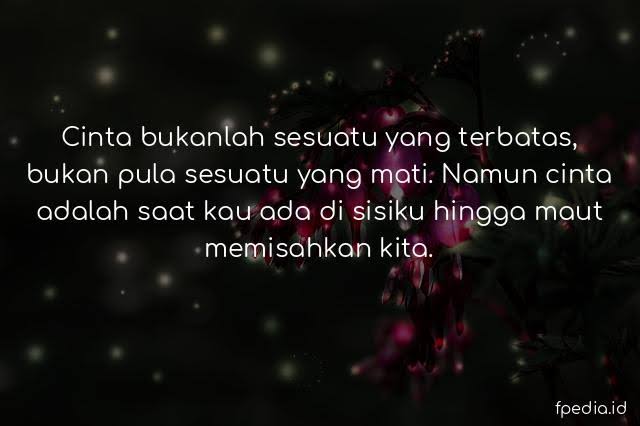 Cinta bukanlah sesuatu yang terbatas,
bukan pula sesuatu yang mati. Namun cinta
adalah saat kau ada di sisiku hingga maut
memisahkan kita.
fpedia.id